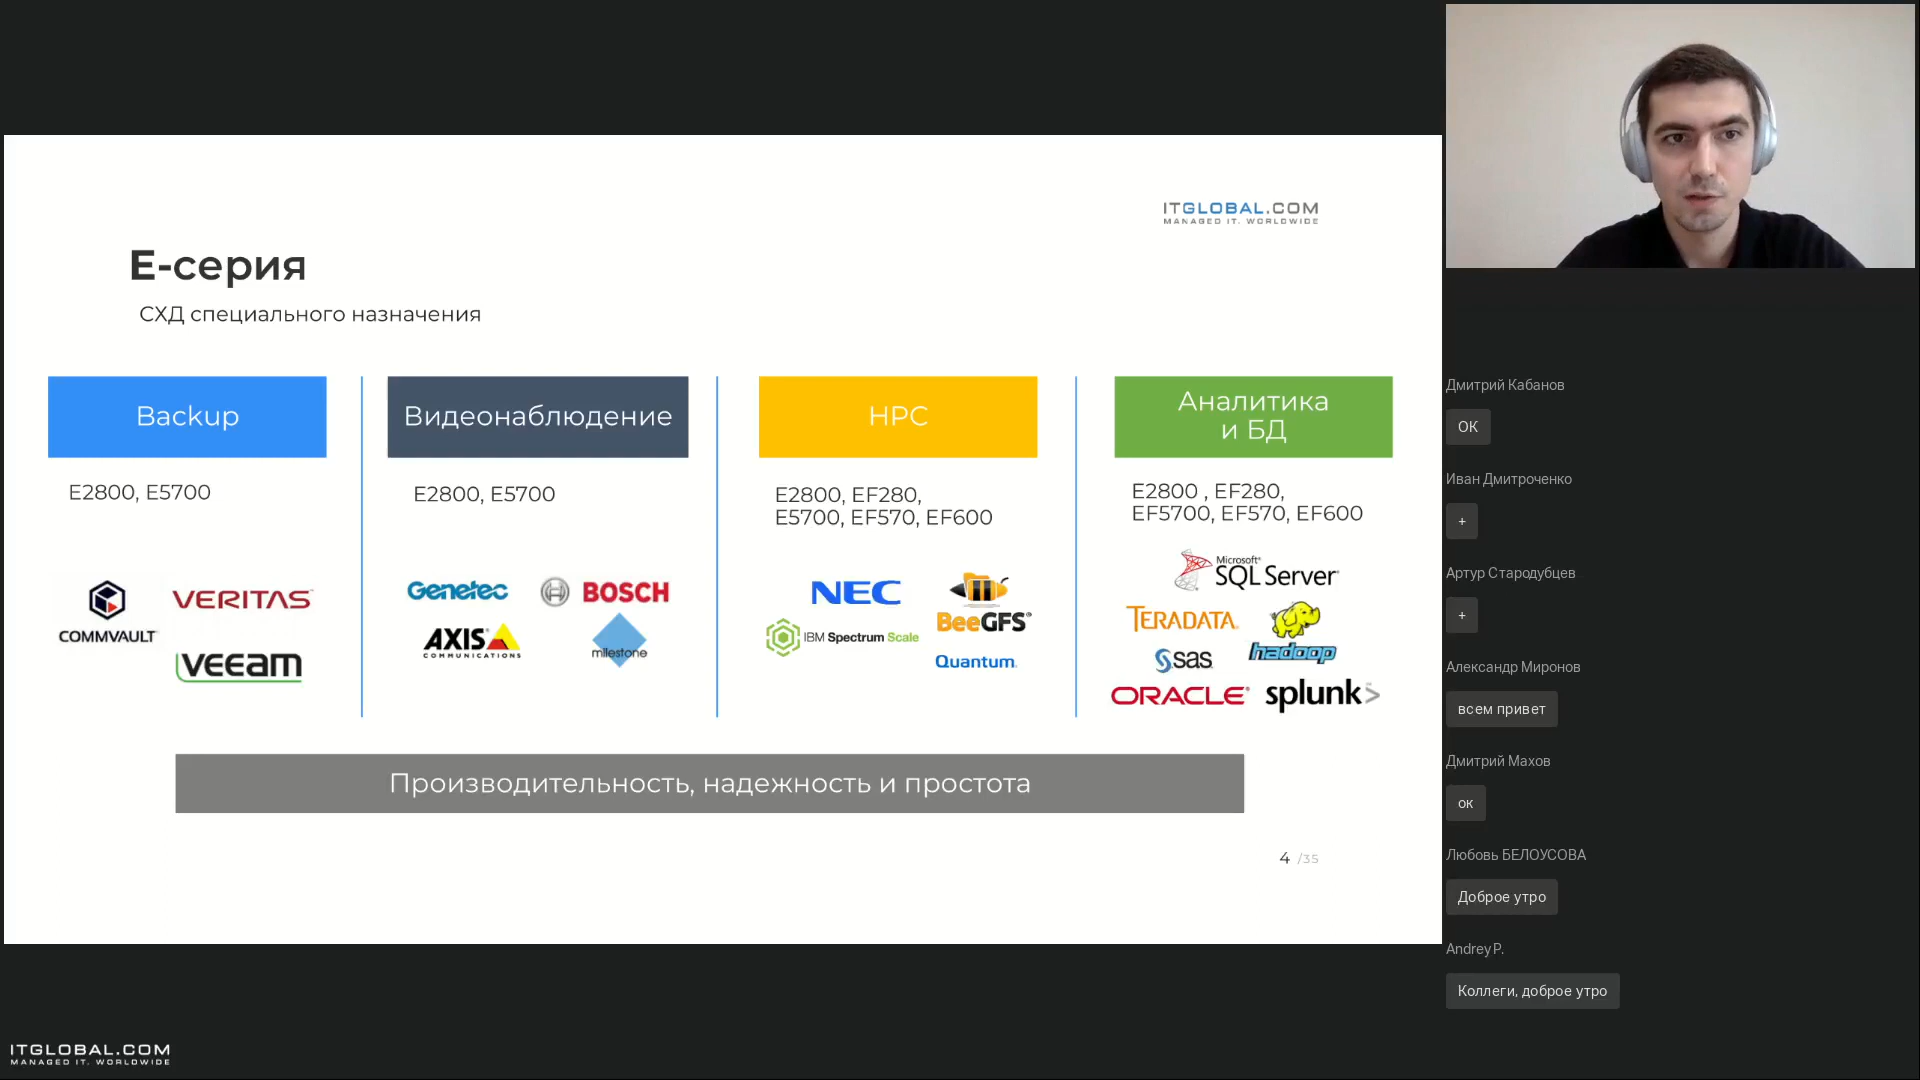 ITGLOBAL.COM
MANAGED IT. WORLDWIDE
Е-серия
СХД специального назначения
Backup
E2800, E5700
COMMVAULT
VERITAS
veeam
Видеонаблюдение
E2800, E5700
Genetec
BOSCH
AXIS
COMMUNICATIONS
milestone
HPC
E2800, EF280,
E5700, EF570, EF600
NEC
BeeGFS®
IBM Spectrum Scale
Quantum.
Аналитика
и БД
E2800 , EF280,
EF5700, EF570, EF600
Microsoft®
SQL Server®
TERADATA.
hadoop
sas
ORACLE®
splunk>
Производительность, надежность и простота
4 /35
ITGLOBAL.COM
MANAGED IT. WORLDWIDE
Дмитрий Кабанов
ОК
Иван Дмитроченко
+
Артур Стародубцев
+
Александр Миронов
всем привет
Дмитрий Махов
ок
Любовь БЕЛОУСОВА
Доброе утро
Andrey P.
Коллеги, доброе утро